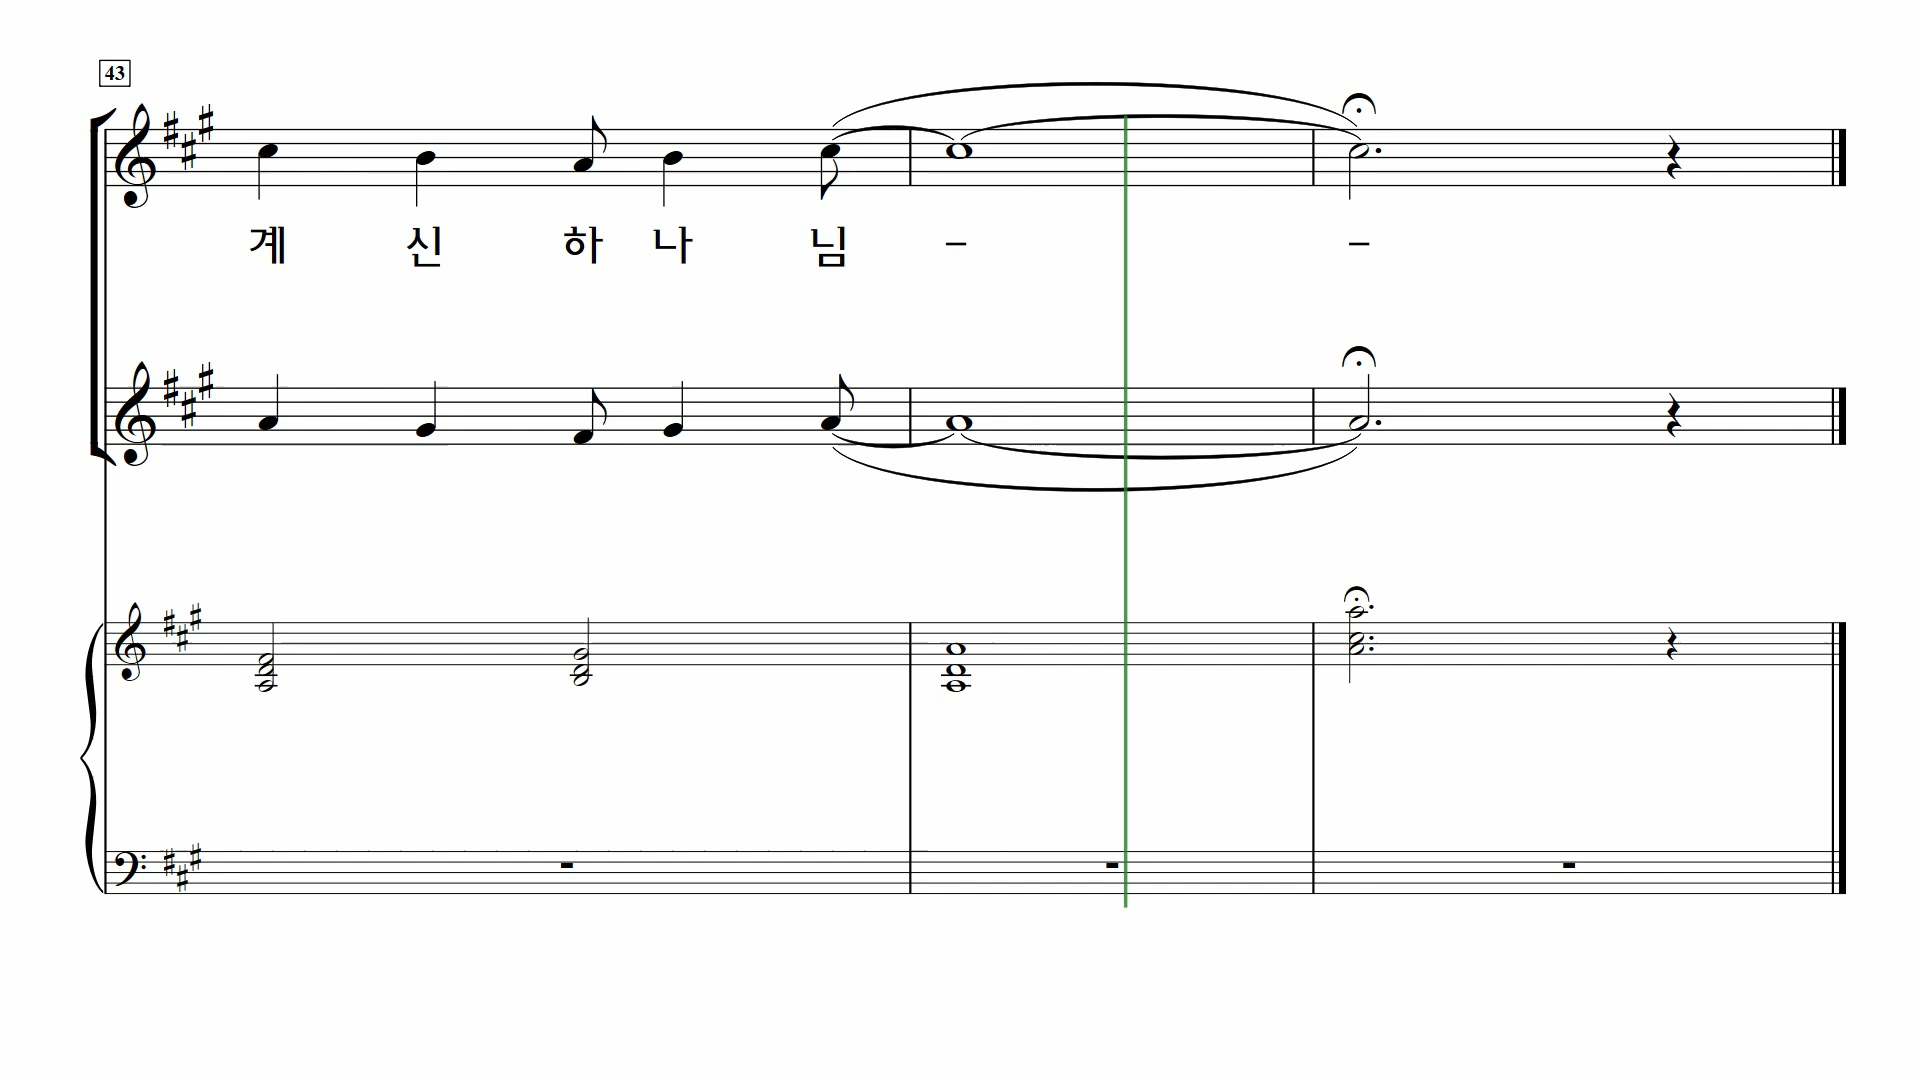 43
계 신 하 나 님 – –